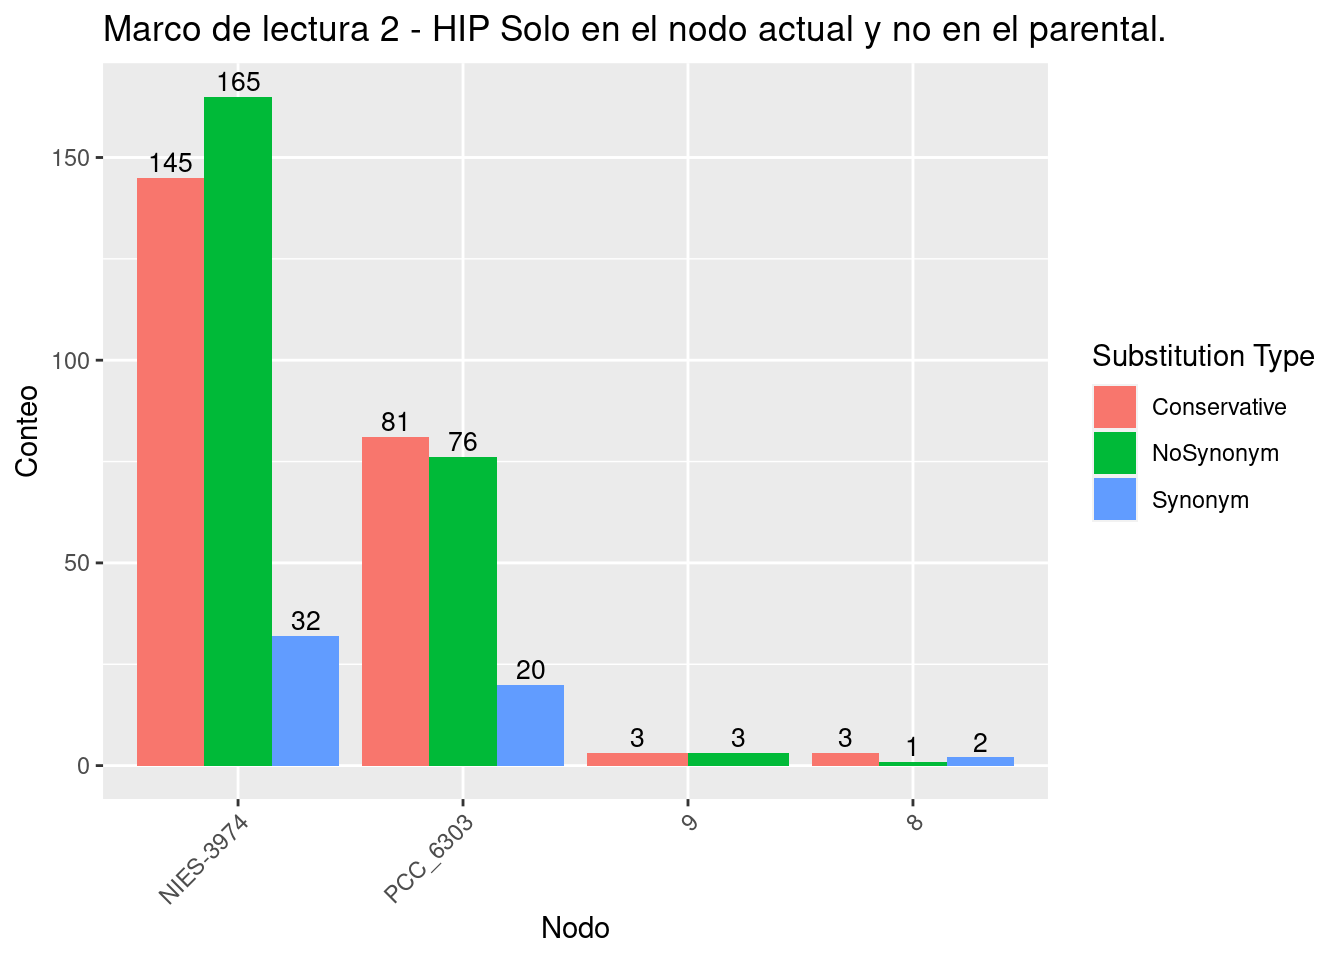 Marco de lectura 2 - HIP Solo en el nodo actual y no en el parental.
165
145
150
81
76
100
50
32
20
3
3
3
1
2
0
Conteo
NIES-3974
PCC_6303
9
8
Nodo
Substitution Type
Conservative
NoSynonym
Synonym